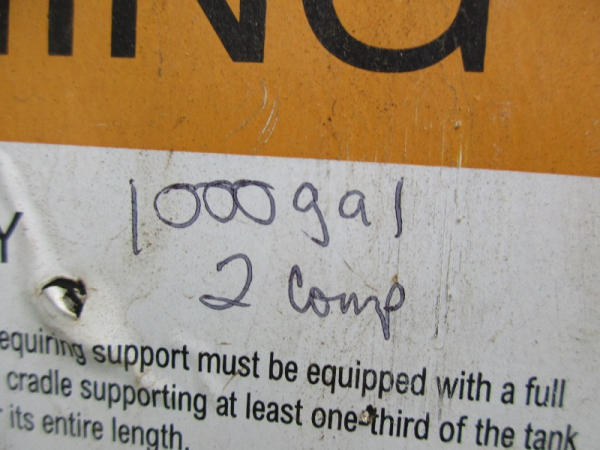 NING
1000 gal
Y
2 comp
equiring support must be equipped with a full
cradle supporting at least one-third of the tank
its entire length.